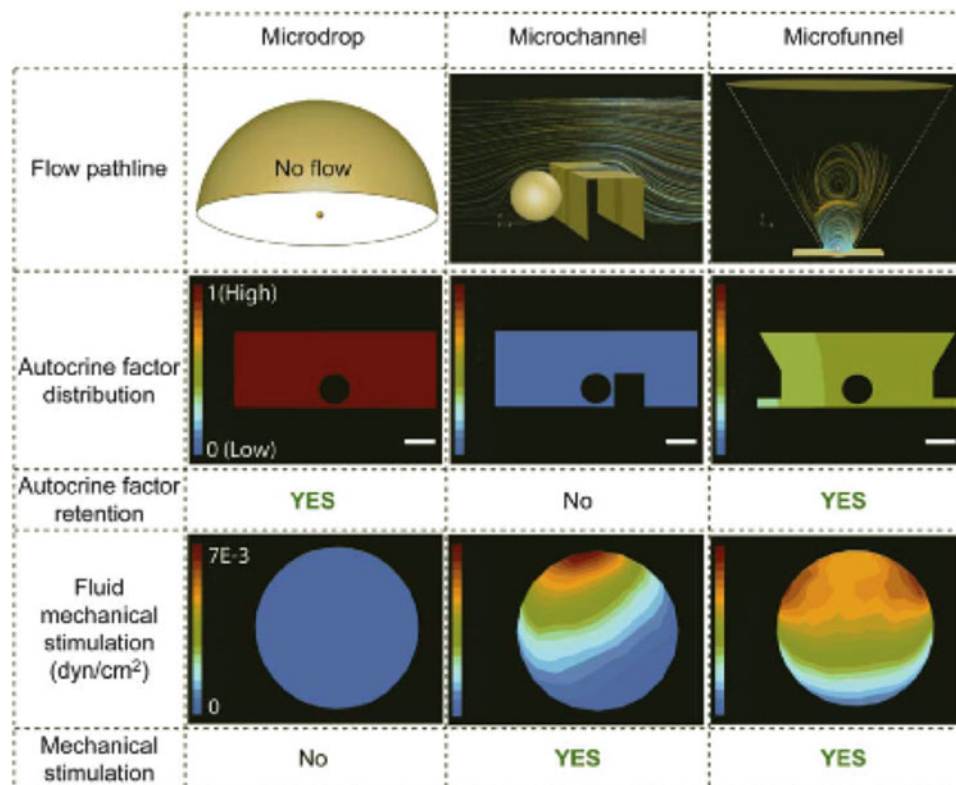 Microdrop
Microchannel
Microfunnel
Flow pathline
No flow
Autocrine factor
distribution
1(High)
0 (Low)
Autocrine factor
retention
YES
No
YES
Fluid
mechanical
stimulation
(dyn/cm²)
7E-3
0
Mechanical
stimulation
No
YES
YES